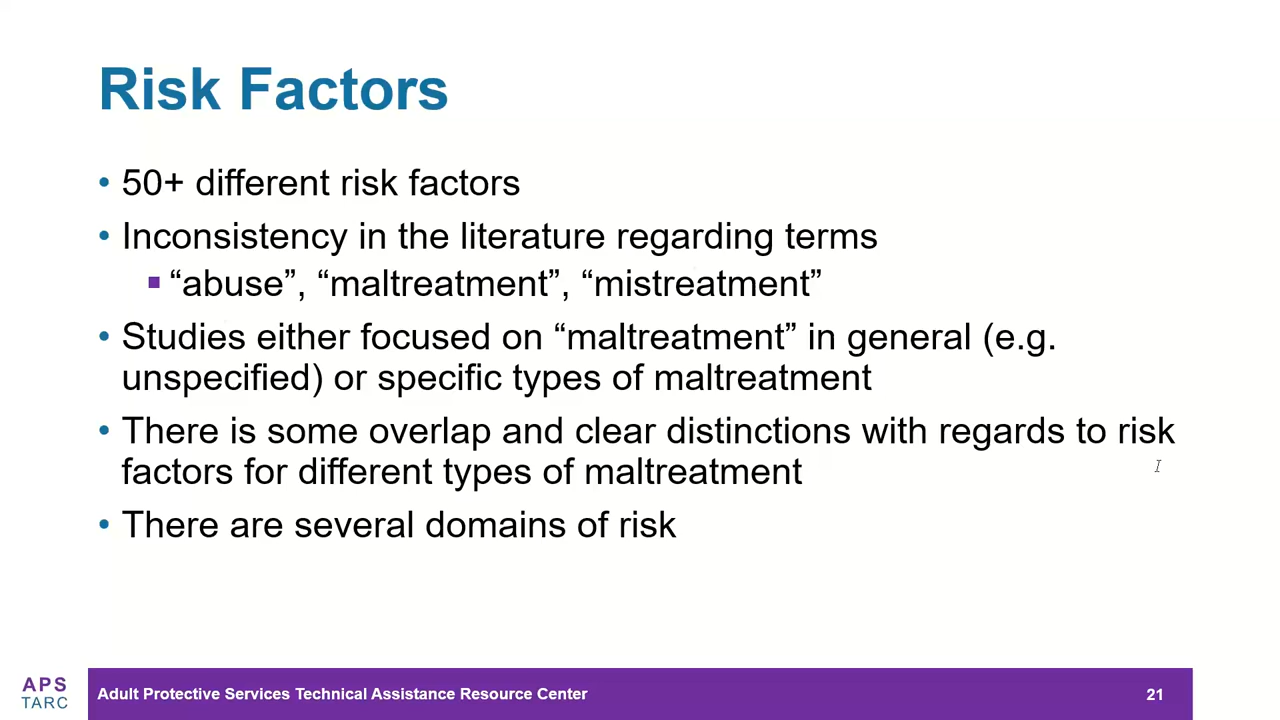 Risk Factors
• 50+ different risk factors
• Inconsistency in the literature regarding terms
▪ “abuse”, “maltreatment”, “mistreatment”
• Studies either focused on “maltreatment” in general (e.g.
unspecified) or specific types of maltreatment
• There is some overlap and clear distinctions with regards to risk
factors for different types of maltreatment
• There are several domains of risk
APS
TARC
Adult Protective Services Technical Assistance Resource Center
21